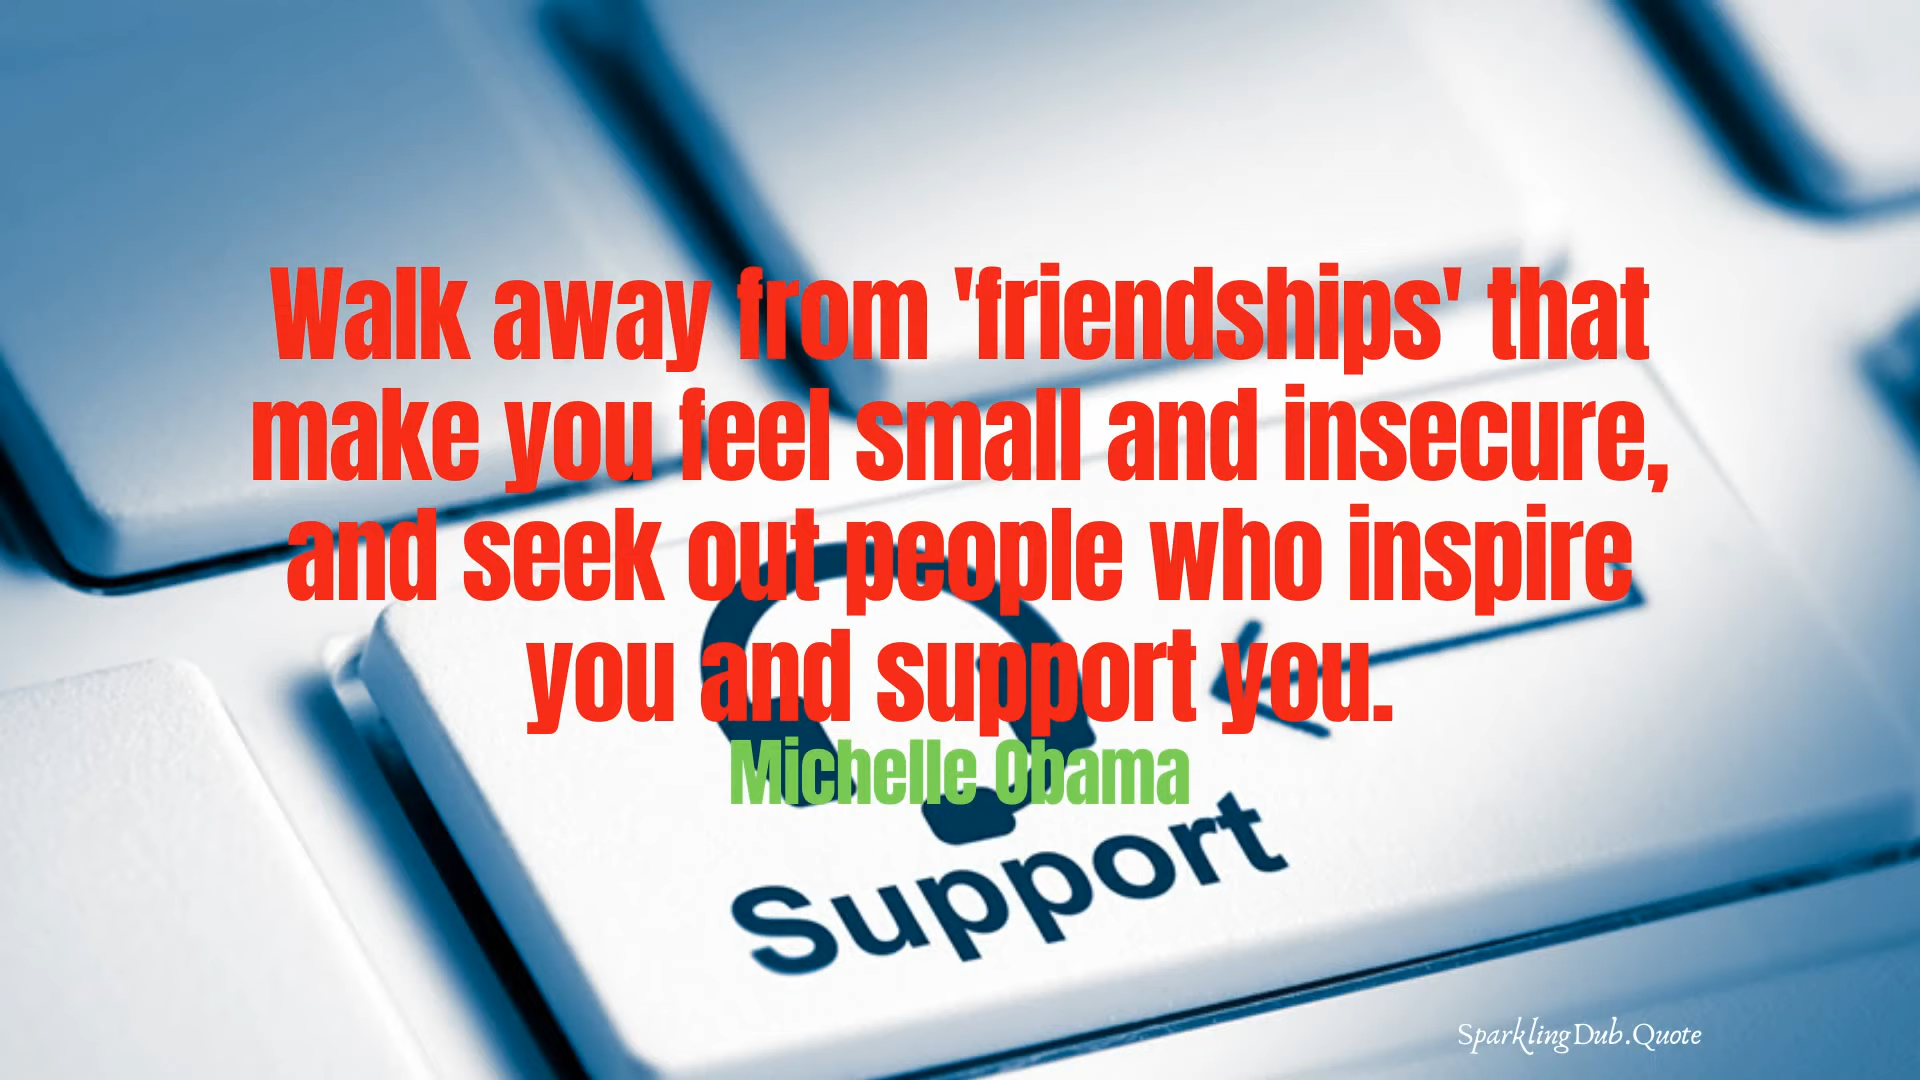 Walk away from 'friendships' that
make you feel small and insecure,
and seek out people who inspire
you and support you.
Michelle Obama
Support
SparklingDub.Quote